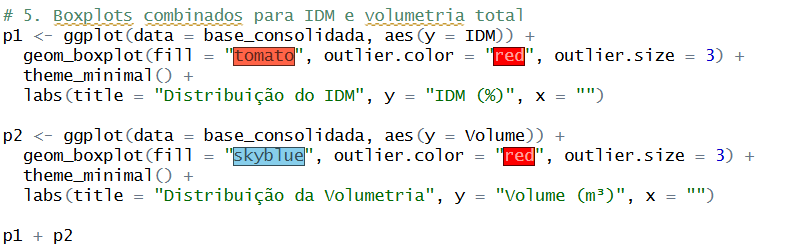 # 5. Boxplots combinados para IDM e volumetria total
p1 <- ggplot(data = base_consolidada, aes(y = IDM)) +
  geom_boxplot(fill = "tomato", outlier.color = "red", outlier.size = 3) +
  theme_minimal() +
  labs(title = "Distribuição do IDM", y = "IDM (%)", x = "")

p2 <- ggplot(data = base_consolidada, aes(y = Volume)) +
  geom_boxplot(fill = "skyblue", outlier.color = "red", outlier.size = 3) +
  theme_minimal() +
  labs(title = "Distribuição da Volumetria", y = "Volume (m³)", x = "")

p1 + p2